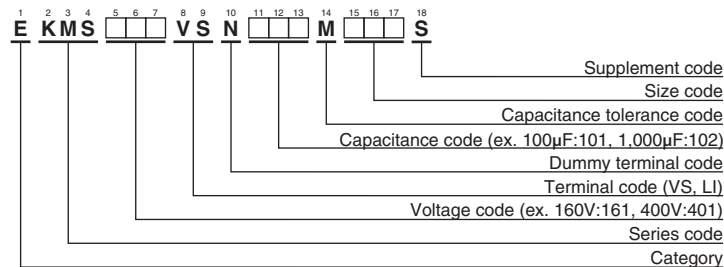 1 2 3 4 5 6 7 8 9 10 11 12 13 14 15 16 17 18
E KMS VS N M S
Supplement code
Size code
Capacitance tolerance code
Capacitance code (ex. 100μF:101, 1,000μF:102)
Dummy terminal code
Terminal code (VS, LI)
Voltage code (ex. 160V:161, 400V:401)
Series code
Category